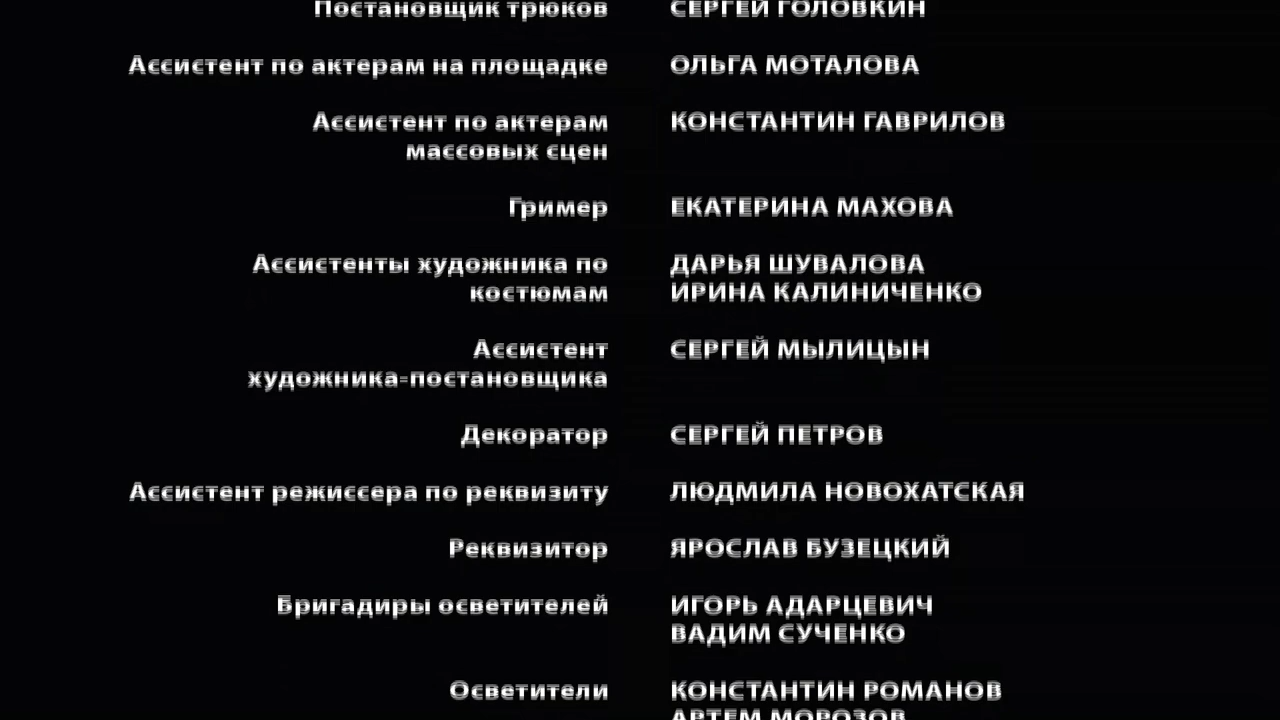 Постановщик трюков СЕРГЕЙ ГОЛОВКИН
Ассистент по актерам на площадке ОЛЬГА МОТАЛОВА
Ассистент по актерам КОНСТАНТИН ГАВРИЛОВ
массовых сцен
Гример ЕКАТЕРИНА МАХОВА
Ассистенты художника по ДАРЬЯ ШУВАЛОВА
костюмам ИРИНА КАЛИНИЧЕНКО
Ассистент СЕРГЕЙ МЫЛИЦЫН
художника-постановщика
Декоратор СЕРГЕЙ ПЕТРОВ
Ассистент режиссера по реквизиту ЛЮДМИЛА НОВОХАТСКАЯ
Реквизитор ЯРОСЛАВ БУЗЕЦКИЙ
Бригадиры осветителей ИГОРЬ АДАРЦЕВИЧ
ВАДИМ СУЧЕНКО
Осветители КОНСТАНТИН РОМАНОВ
АРТЕМ МОРОЗОВ